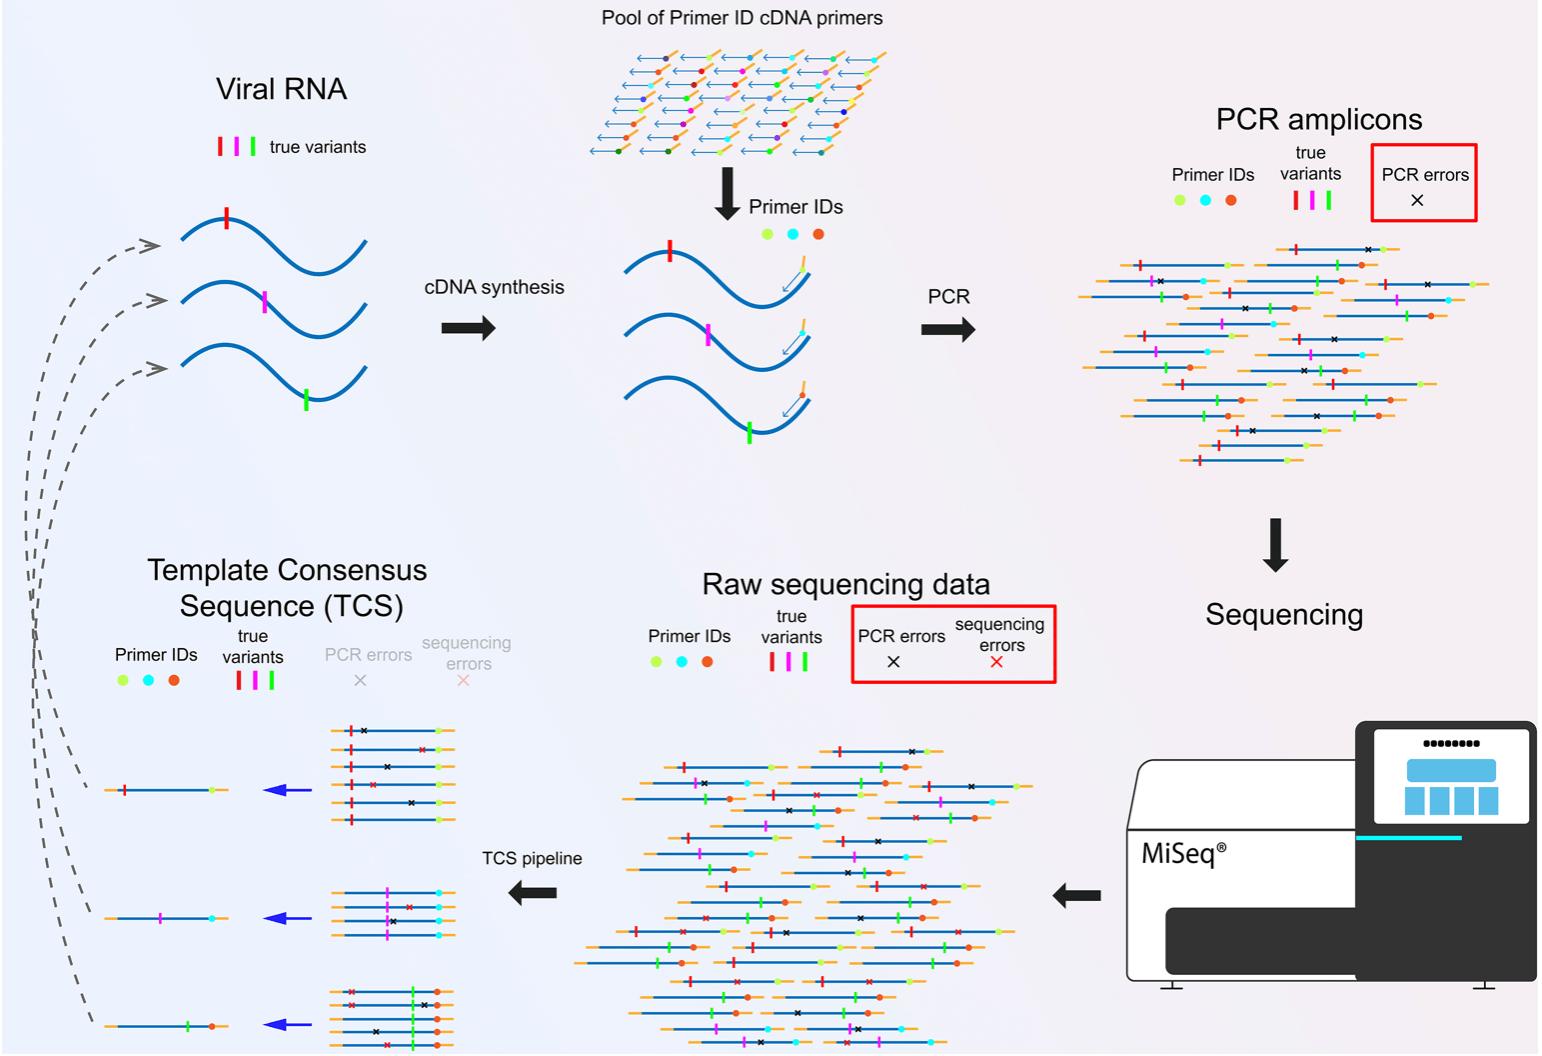 Pool of Primer ID cDNA primers
Viral RNA
true variants
Primer IDs
cDNA synthesis
PCR
PCR amplicons
Primer IDs
true
variants
PCR errors
Sequencing
MiSeq®
Raw sequencing data
Primer IDs
true
variants
PCR errors
sequencing
errors
TCS pipeline
Template Consensus
Sequence (TCS)
Primer IDs
true
variants
PCR errors
sequencing
errors